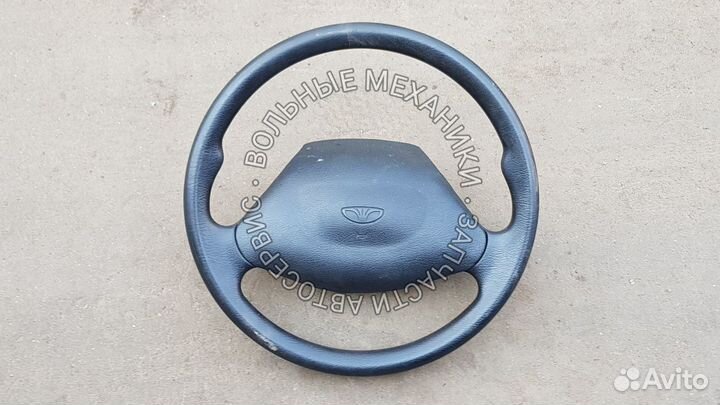 ВОЛЬНЫЕ МЕХАНИКИ · ЗАПЧАСТИ АВТОСЕРВИС ·
Avito